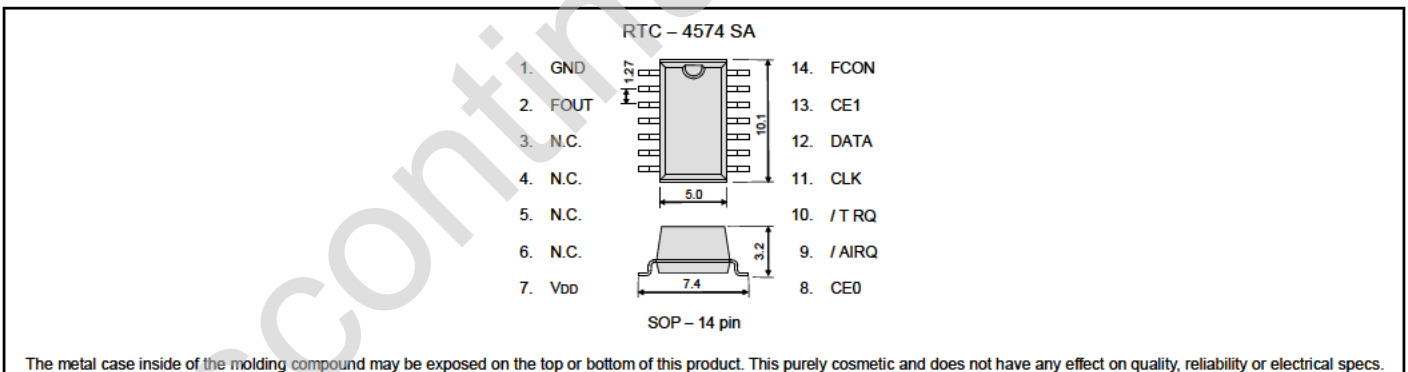 RTC – 4574 SA
1. GND
2. FOUT
3. N.C.
4. N.C.
5. N.C.
6. N.C.
7. VDD
1.27
10.1
5.0
3.2
7.4
14. FCON
13. CE1
12. DATA
11. CLK
10. / T RQ
9. / AIRQ
8. CE0
SOP – 14 pin
The metal case inside of the molding compound may be exposed on the top or bottom of this product. This purely cosmetic and does not have any effect on quality, reliability or electrical specs.